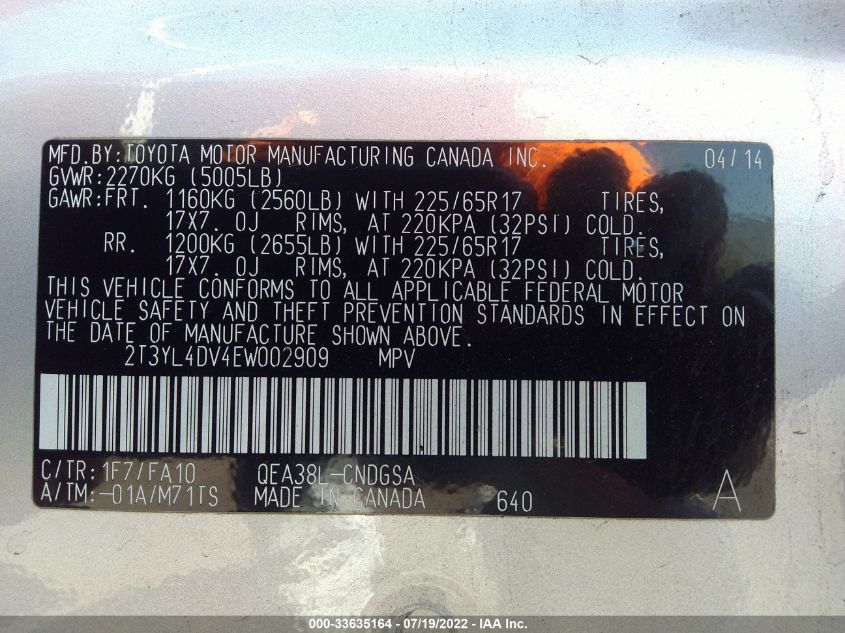 MFD.BY:TOYOTA MOTOR MANUFACTURING CANADA INC. 04/14
GVWR:2270KG (5005LB)
GAWR:FRT. 1160KG (2560LB) WITH 225/65R17 TIRES,
17X7. 0J RIMS, AT 220KPA (32PSI) COLD.
RR. 1200KG (2655LB) WITH 225/65R17 TIRES,
17X7. 0J RIMS, AT 220KPA (32PSI) COLD.
THIS VEHICLE CONFORMS TO ALL APPLICABLE FEDERAL MOTOR
VEHICLE SAFETY AND THEFT PREVENTION STANDARDS IN EFFECT ON
THE DATE OF MANUFACTURE SHOWN ABOVE.
2T3YL4DV4EW002909 MPV
C/TR: 1F7/FA10 QEA38L-CNDGSA
A/TM:-01A/M71TS MADE IN CANADA 640 A
000-33635164 - 07/19/2022 - IAA Inc.